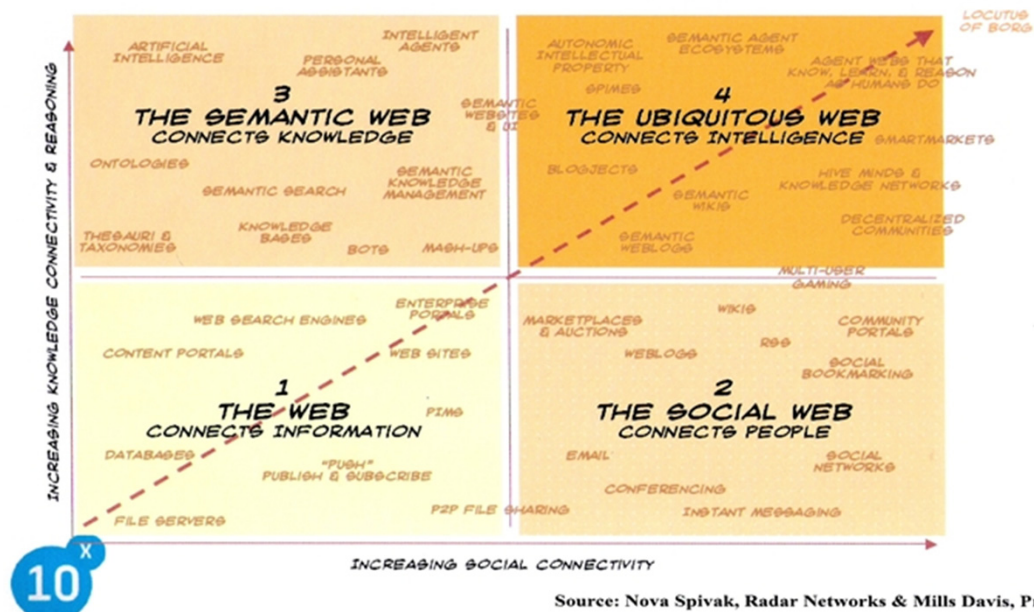 LOCUTUS
OF BORG
ARTIFICIAL
INTELLIGENCE
INTELLIGENT
AGENTS
PERSONAL
ASSISTANTS
SEMANTIC
WEBSITES
& UI
3
THE SEMANTIC WEB
CONNECTS KNOWLEDGE
ONTOLOGIES
SEMANTIC SEARCH
SEMANTIC
KNOWLEDGE
MANAGEMENT
THESAURI &
TAXONOMIES
KNOWLEDGE
BASES
BOTS
MASH-UPS
AUTONOMIC
INTELLECTUAL
PROPERTY
SEMANTIC AGENT
ECOSYSTEMS
SPIMES
AGENT WEBS THAT
KNOW, LEARN, & REASON
AS HUMANS DO
4
THE UBIQUITOUS WEB
CONNECTS INTELLIGENCE
SMARTMARKETS
BLOGJECTS
SEMANTIC
WIKIS
HIVE MINDS &
KNOWLEDGE NETWORKS
SEMANTIC
WEBLOGS
DECENTRALIZED
COMMUNITIES
MULTI-USER
GAMING
INCREASING KNOWLEDGE CONNECTIVITY & REASONING
WEB SEARCH ENGINES
ENTERPRISE
PORTALS
CONTENT PORTALS
WEB SITES
1
THE WEB
CONNECTS INFORMATION
PIMS
DATABASES
"PUSH"
PUBLISH & SUBSCRIBE
FILE SERVERS
P2P FILE SHARING
MARKETPLACES
& AUCTIONS
WIKIS
RSS
COMMUNITY
PORTALS
WEBLOGS
SOCIAL
BOOKMARKING
2
THE SOCIAL WEB
CONNECTS PEOPLE
EMAIL
SOCIAL
NETWORKS
CONFERENCING
INSTANT MESSAGING
INCREASING SOCIAL CONNECTIVITY
10
X
Source: Nova Spivak, Radar Networks & Mills Davis, P